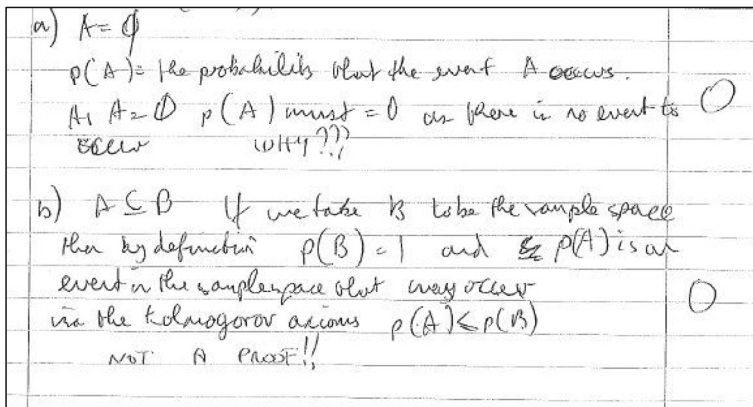 a) A = ∅
p(A) = the probability that the event A occurs.
As A = ∅ p(A) must = 0 as there is no event to 0
occur WHY???
b) A ⊆ B If we take B to be the sample space
then by definition p(B) = 1 and p(A) is an
event in the sample space that may occur 0
via the Kolmogorov axioms p(A) ≤ p(B)
NOT A PROOF!!